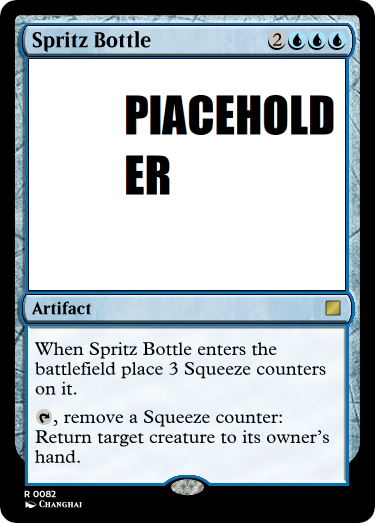 Spritz Bottle 2
PIACEHOLD
ER
Artifact
When Spritz Bottle enters the
battlefield place 3 Squeeze counters
on it.
, remove a Squeeze counter:
Return target creature to its owner's
hand.
R 0082
CHANGHAI